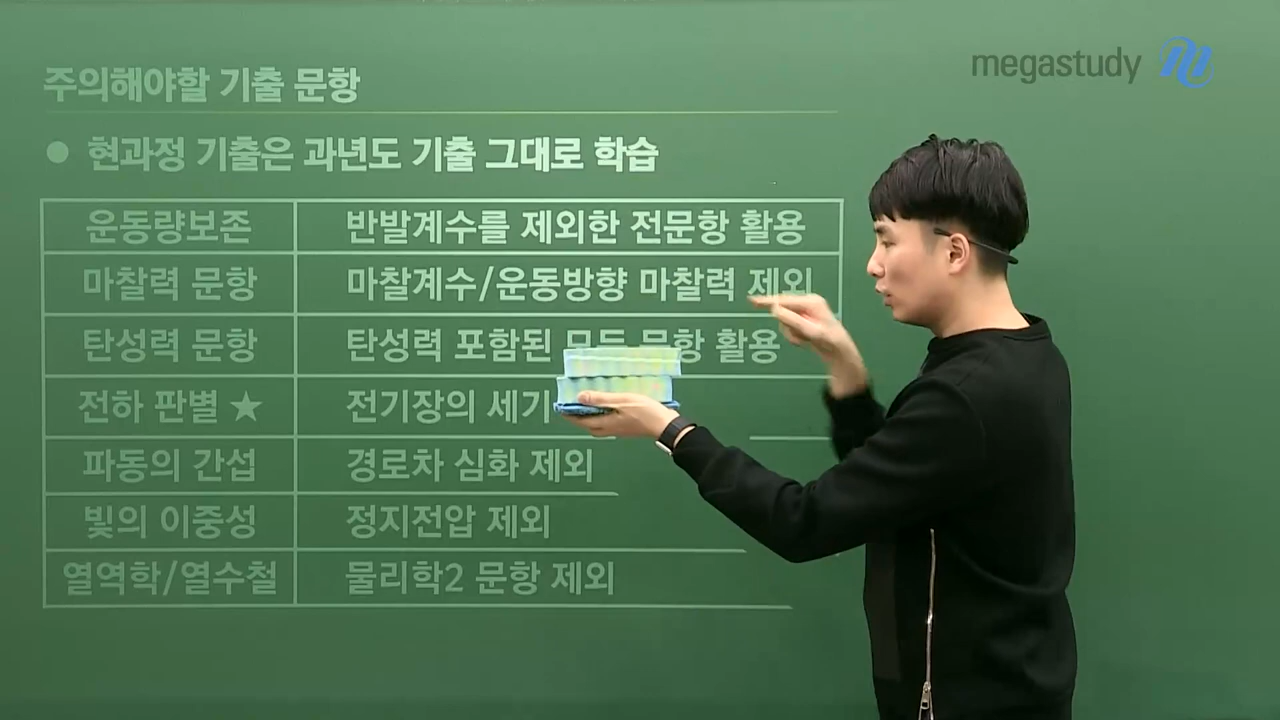 megastudy
주의해야할 기출 문항
● 현과정 기출은 과년도 기출 그대로 학습
운동량보존 반발계수를 제외한 전문항 활용
마찰력 문항 마찰계수/운동방향 마찰력 제외
탄성력 문항 탄성력 포함된 모든 문항 활용
전하 판별 ★ 전기장의 세기
파동의 간섭 경로차 심화 제외
빛의 이중성 정지전압 제외
열역학/열수철 물리학2 문항 제외